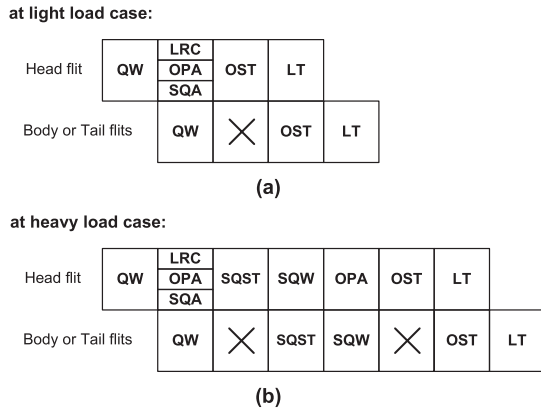 at light load case:
Head flit QW LRC OPA SQA OST LT
Body or Tail flits QW OST LT
(a)
at heavy load case:
Head flit QW LRC OPA SQA SQST SQW OPA OST LT
Body or Tail flits QW SQST SQW OST LT
(b)